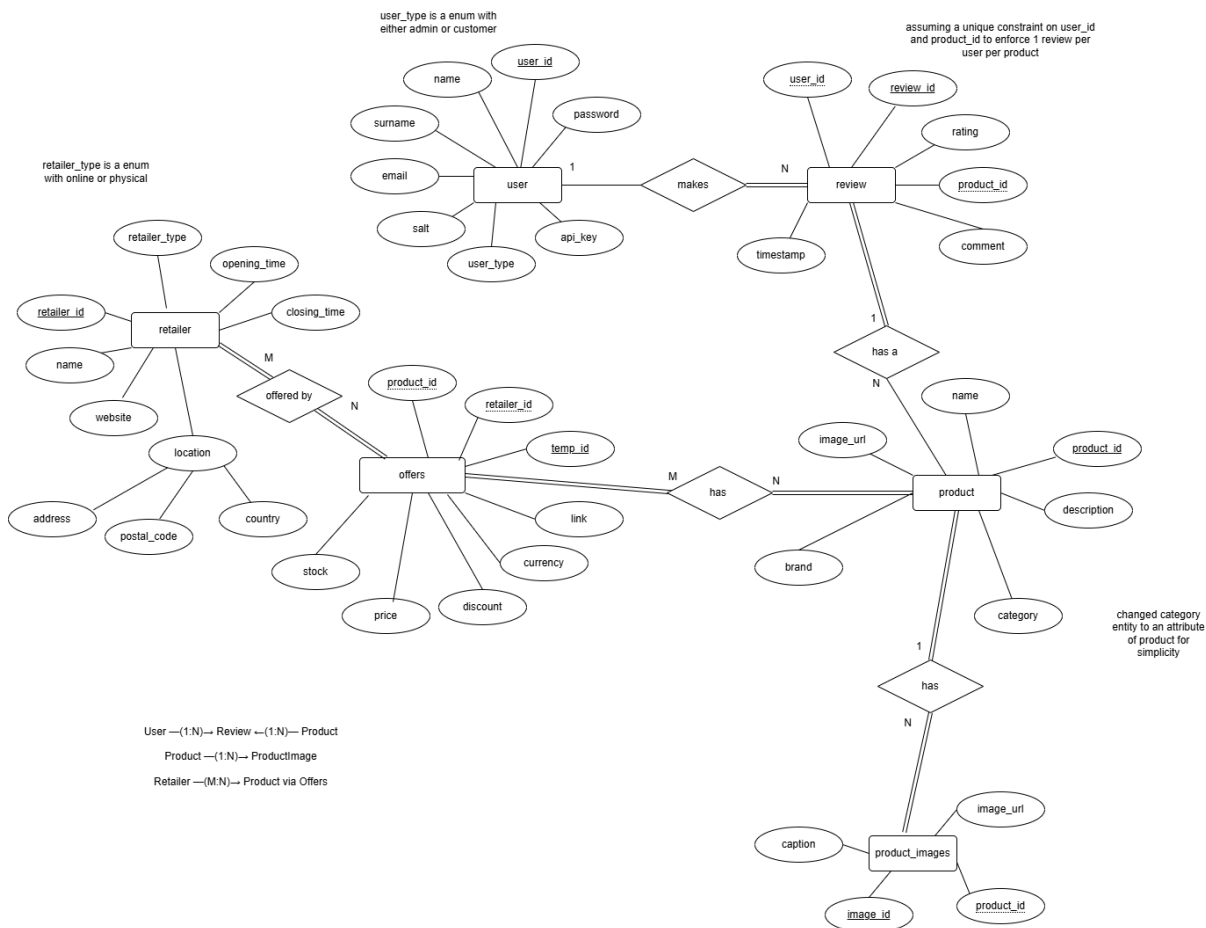 user_type is a enum with
either admin or customer
assuming a unique constraint on user_id
and product_id to enforce 1 review per
user per product
user_id
name
surname
password
email
user
salt
api_key
user_type
1
makes
N
user_id
review_id
rating
review
product_id
comment
timestamp
retailer_type is a enum
with online or physical
retailer_type
opening_time
retailer_id
closing_time
retailer
name
website
location
address
postal_code
country
M
offered by
N
product_id
retailer_id
temp_id
offers
link
currency
stock
price
discount
M
has
N
1
has a
N
name
image_url
product_id
product
description
brand
category
changed category
entity to an attribute
of product for
simplicity
1
has
N
User —(1:N)→ Review ←(1:N)— Product
Product —(1:N)→ ProductImage
Retailer —(M:N)→ Product via Offers
image_url
caption
product_images
image_id
product_id